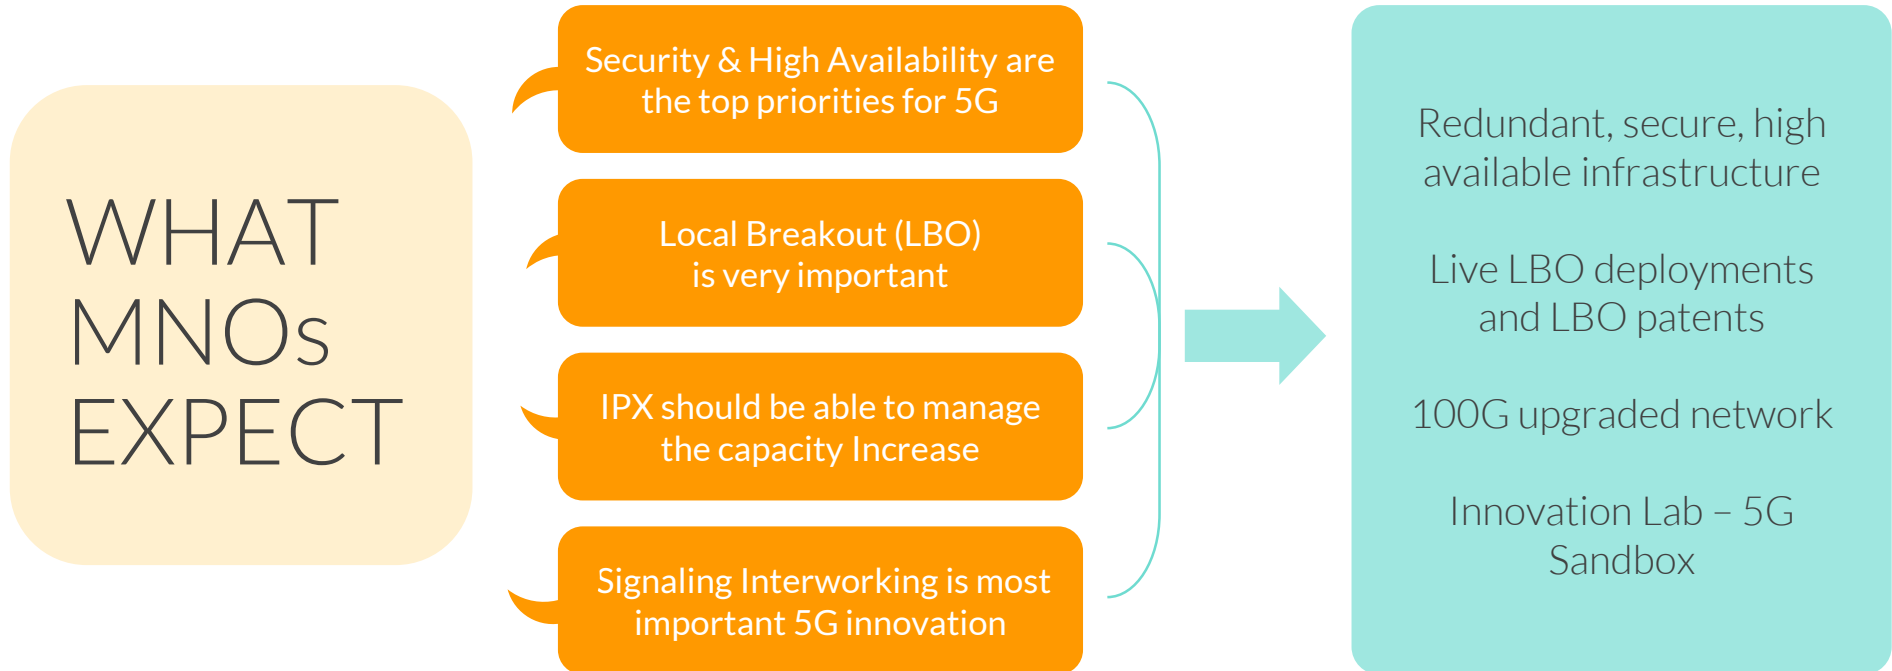 WHAT
MNOs
EXPECT
Security & High Availability are
the top priorities for 5G
Local Breakout (LBO)
is very important
IPX should be able to manage
the capacity Increase
Signaling Interworking is most
important 5G innovation
Redundant, secure, high
available infrastructure
Live LBO deployments
and LBO patents
100G upgraded network
Innovation Lab – 5G
Sandbox